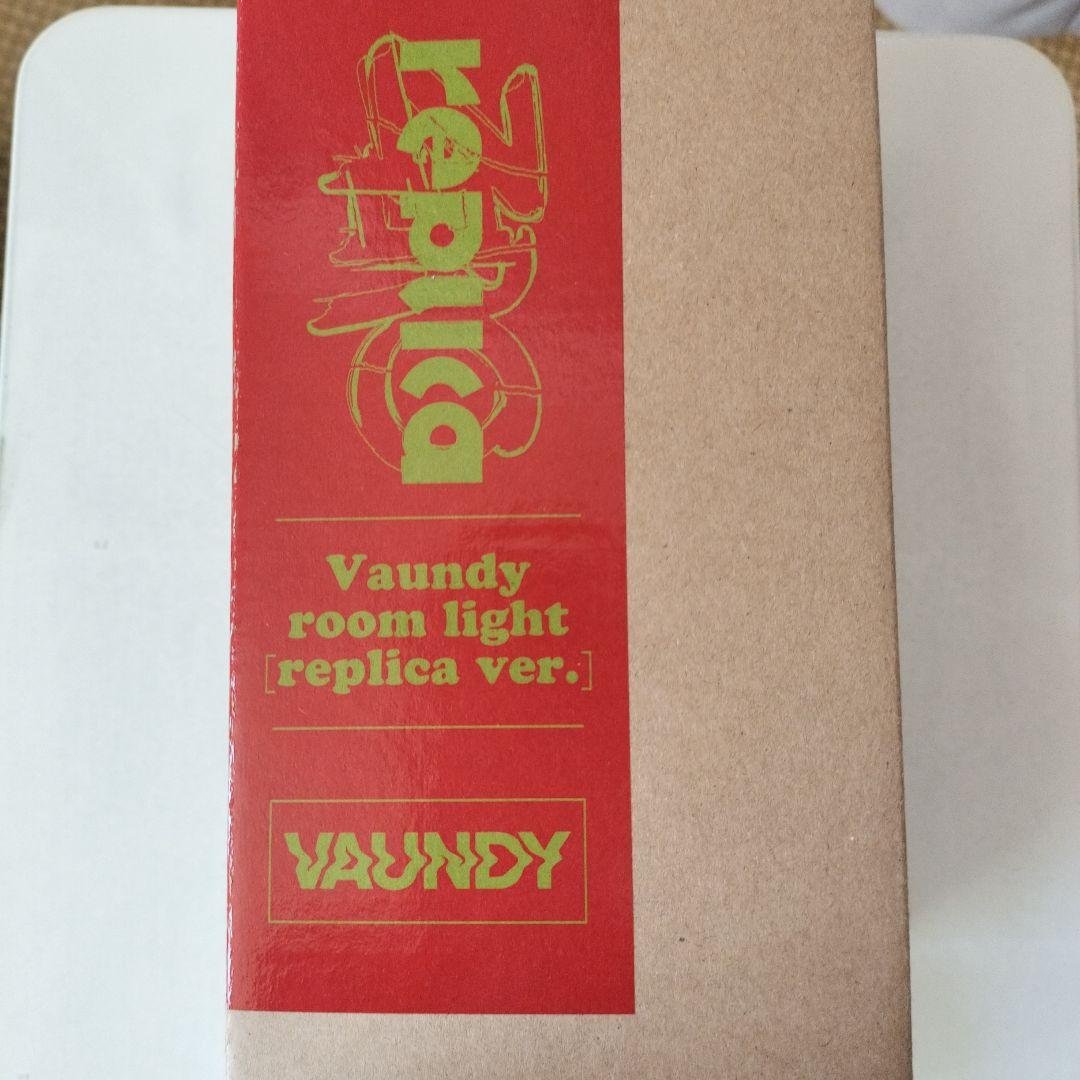 replica
Vaundy
room light
[replica ver.]
VAUNDY